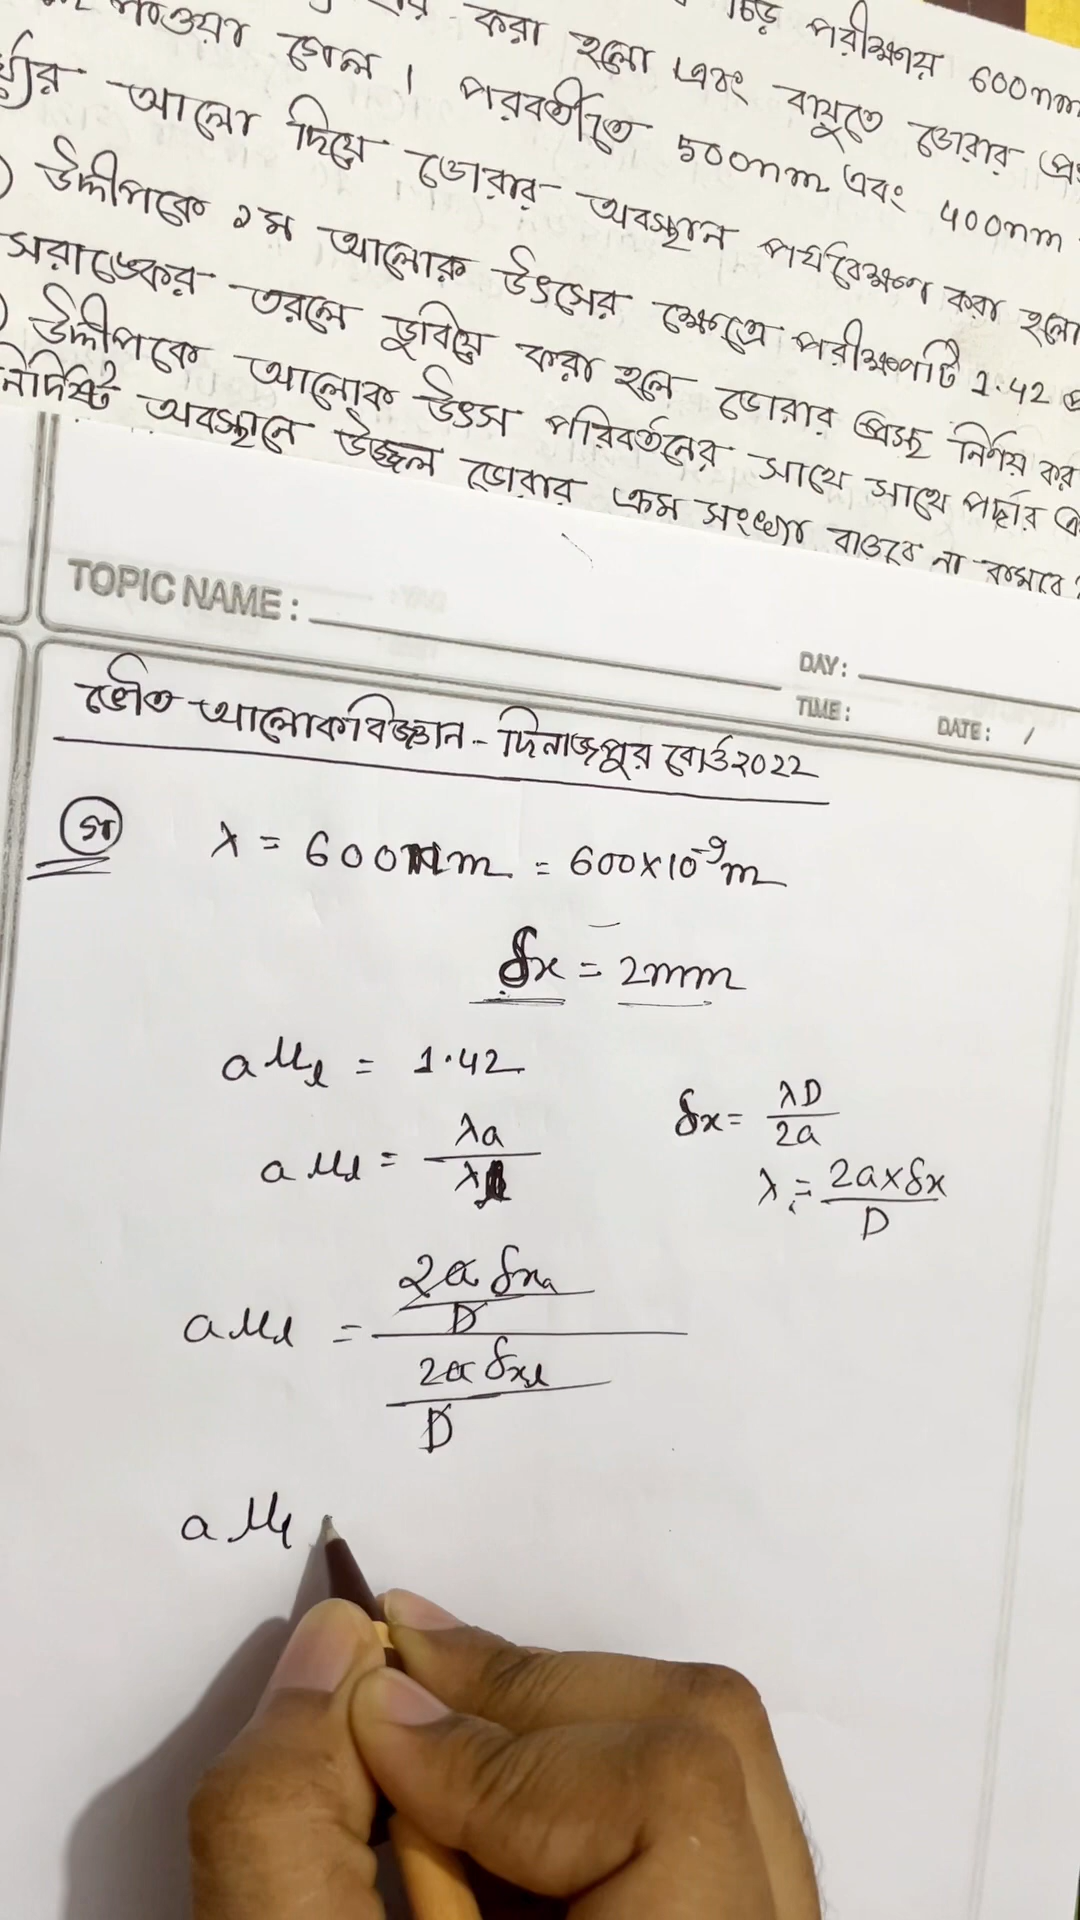 করা হলো এবং বায়ুতে ডোরার
চিড় পরীক্ষায় 600nm
পাওয়া গেল। পরবর্তীতে 500nm এবং 400nm
আলো দিয়ে ডোরার অবস্থান পর্যবেক্ষণ করা হলো
উদ্দীপকে ১ম আলোক উৎসের ক্ষেত্রে পরীক্ষণটি 1.42
সরাঙ্কের তরলে ডুবিয়ে করা হলে ডোরার প্রস্থ নির্ণয় কর
উদ্দীপকে আলোক উৎস পরিবর্তনের সাথে সাথে পর্দার
নির্দিষ্ট অবস্থানে উজ্জ্বল ডোরার ক্রম সংখ্যা বাড়বে না কমবে
TOPIC NAME :
DAY :
TIME :
DATE : /
ভৌত আলোকবিজ্ঞান - দিনাজপুর বোর্ড ২০22
গ λ = 600nm = 600×10⁻⁹m
δx = 2mm
aμl = 1.42
δx = λD/2a
aμl = λa/λl
λ = 2a×δx/D
aμl = (2a δxa/D)/(2a δxl/D)
aμl